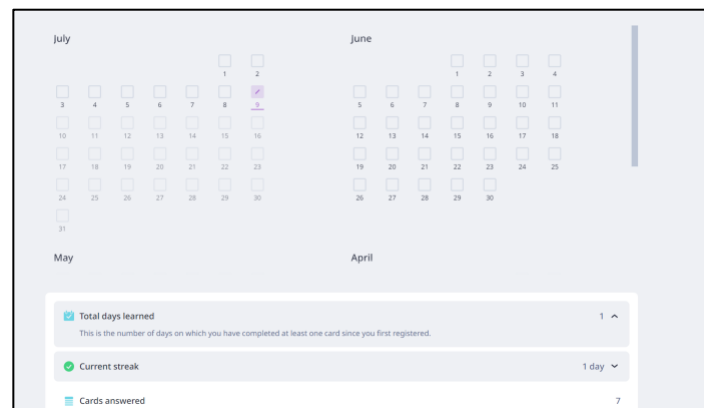 July
1 2
3 4 5 6 7 8 9
10 11 12 13 14 15 16
17 18 19 20 21 22 23
24 25 26 27 28 29 30
31
June
1 2 3 4
5 6 7 8 9 10 11
12 13 14 15 16 17 18
19 20 21 22 23 24 25
26 27 28 29 30
May
April
Total days learned 1
This is the number of days on which you have completed at least one card since you first registered.
Current streak 1 day
Cards answered 7